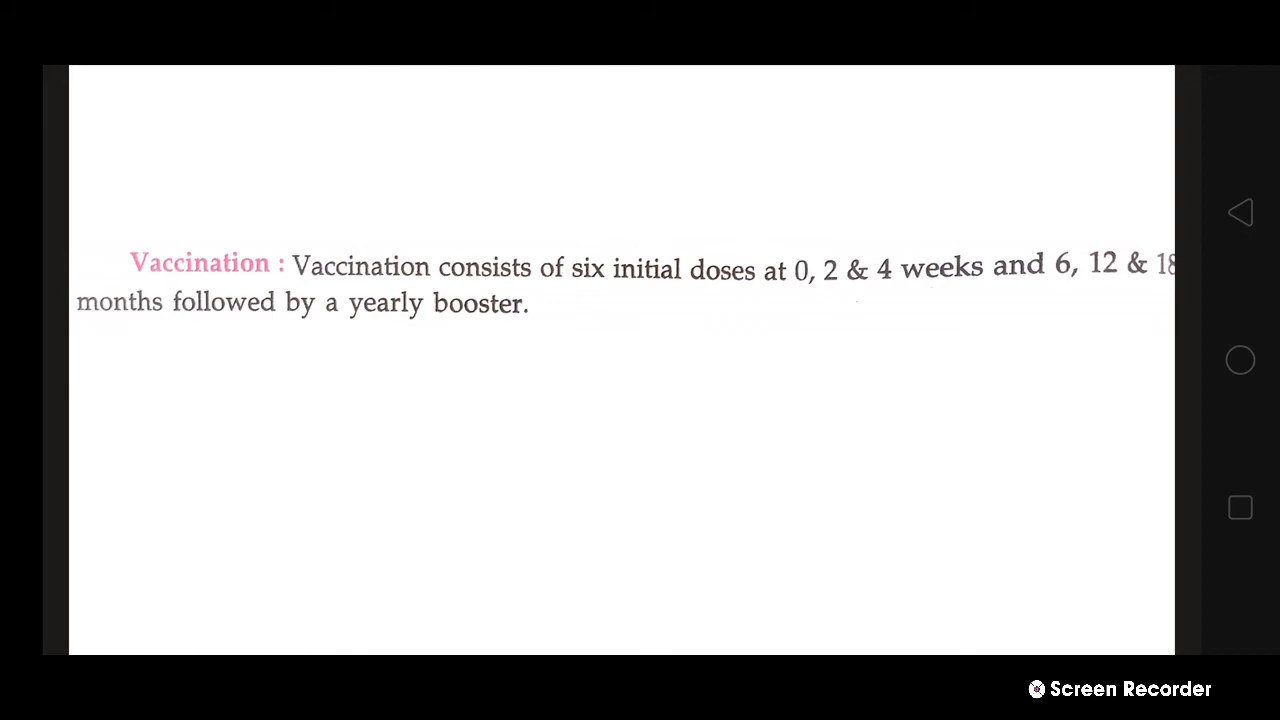 Vaccination : Vaccination consists of six initial doses at 0, 2 & 4 weeks and 6, 12 & 18
months followed by a yearly booster.
Screen Recorder